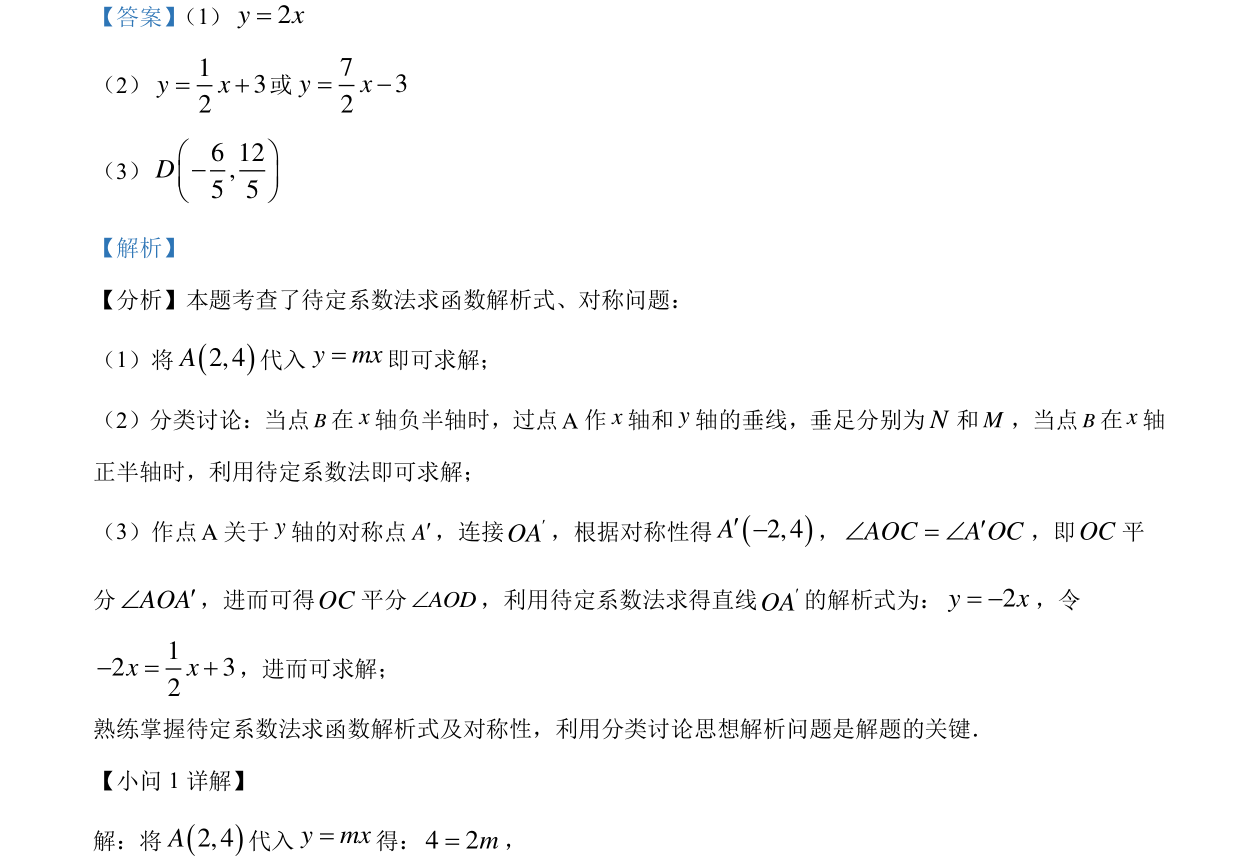 【答案】（1） y = 2x
（2） y = 1/2 x + 3 或 y = 7/2 x − 3
（3） D(−6/5, 12/5)
【解析】
【分析】本题考查了待定系数法求函数解析式、对称问题：
（1）将 A(2,4) 代入 y = mx 即可求解；
（2）分类讨论：当点 B 在 x 轴负半轴时，过点 A 作 x 轴和 y 轴的垂线，垂足分别为 N 和 M ，当点 B 在 x 轴
正半轴时，利用待定系数法即可求解；
（3）作点 A 关于 y 轴的对称点 A′，连接 OA′，根据对称性得 A′(−2,4)，∠AOC = ∠A′OC，即 OC 平
分 ∠AOA′，进而可得 OC 平分 ∠AOD，利用待定系数法求得直线 OA′ 的解析式为： y = −2x，令
−2x = 1/2 x + 3，进而可求解；
熟练掌握待定系数法求函数解析式及对称性，利用分类讨论思想解析问题是解题的关键．
【小问 1 详解】
解：将 A(2,4) 代入 y = mx 得：4 = 2m，